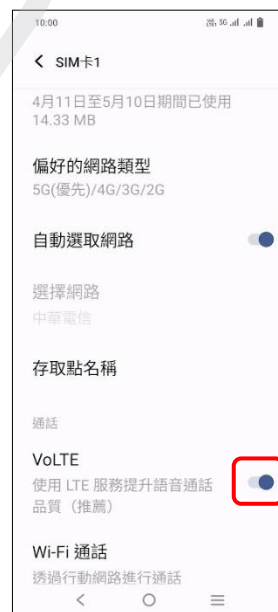 10:00
5G
SIM卡1
4月11日至5月10日期間已使用
14.33 MB
偏好的網路類型
5G(優先)/4G/3G/2G
自動選取網路
選擇網路
中華電信
存取點名稱
通話
VoLTE
使用 LTE 服務提升語音通話
品質（推薦）
Wi-Fi 通話
透過行動網路進行通話